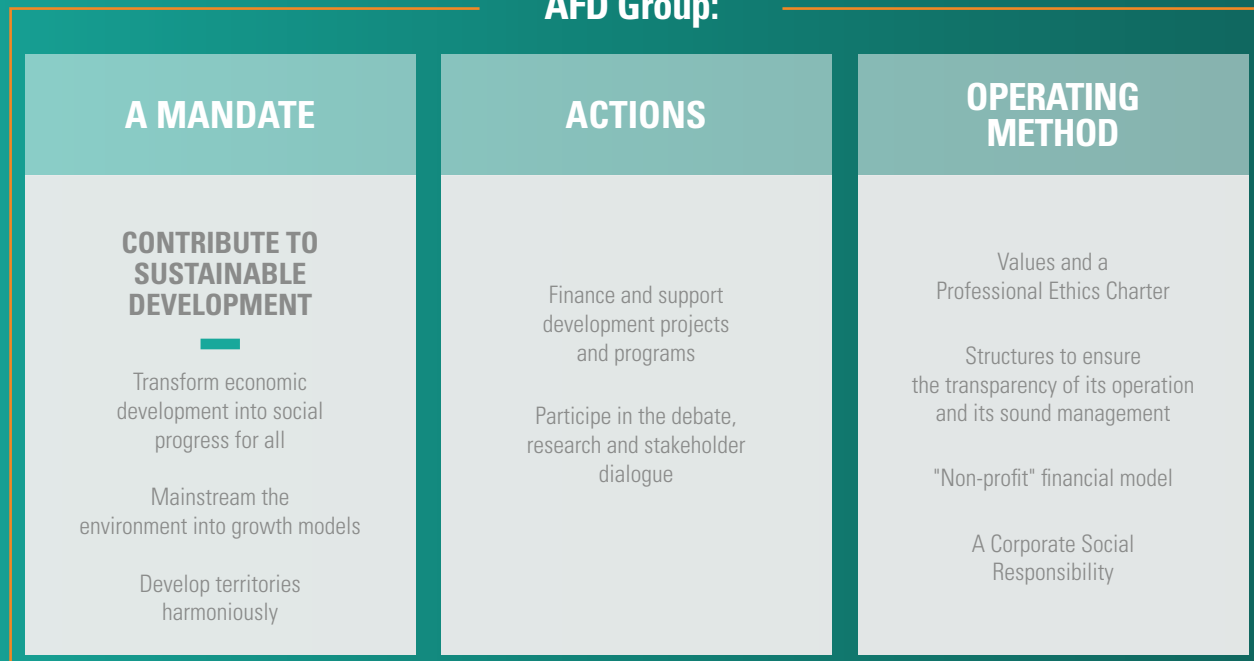 AFD Group:
A MANDATE
CONTRIBUTE TO
SUSTAINABLE
DEVELOPMENT
Transform economic
development into social
progress for all
Mainstream the
environment into growth models
Develop territories
harmoniously
ACTIONS
Finance and support
development projects
and programs
Participe in the debate,
research and stakeholder
dialogue
OPERATING
METHOD
Values and a
Professional Ethics Charter
Structures to ensure
the transparency of its operation
and its sound management
"Non-profit" financial model
A Corporate Social
Responsibility